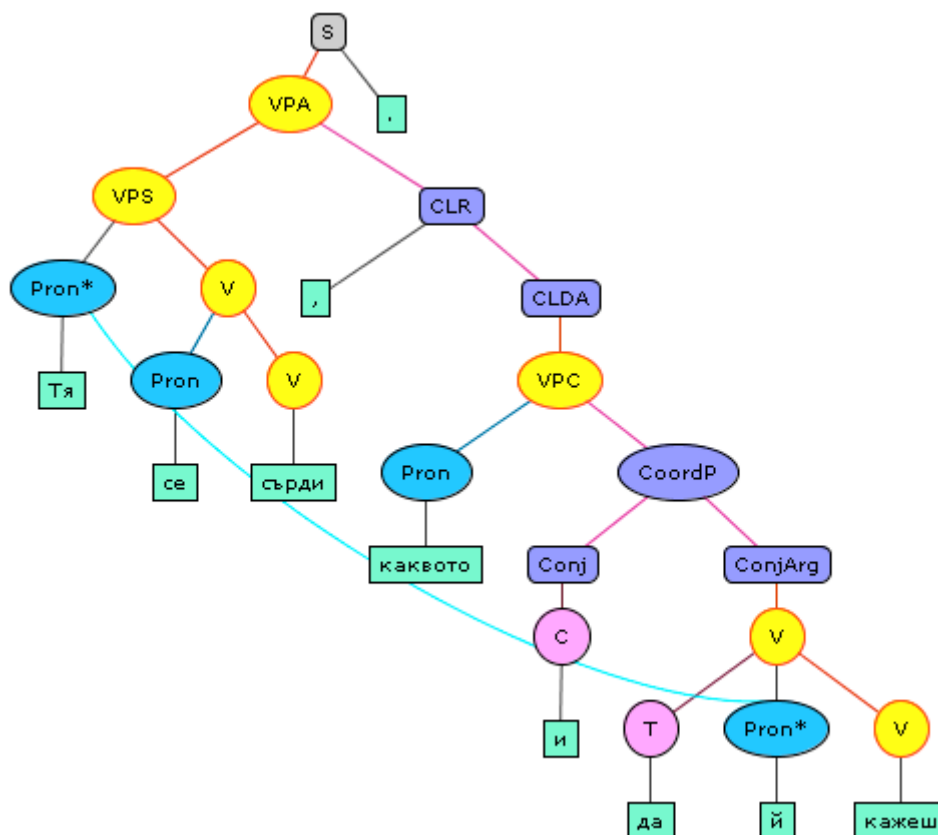 S
VPA
.
VPS
CLR
Pron*
V
,
CLDA
Тя
Pron
V
VPC
се
сърди
Pron
CoordP
каквото
Conj
ConjArg
C
V
и
T
Pron*
V
да
й
кажеш